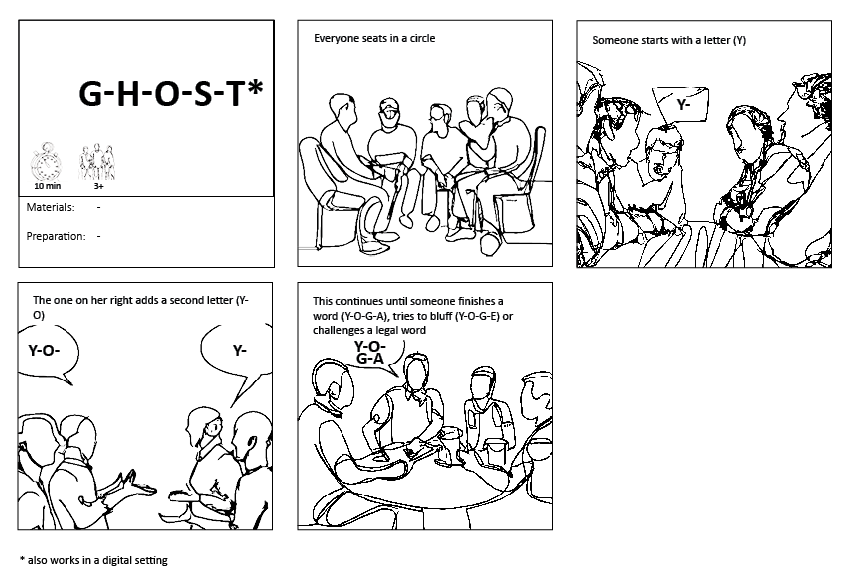 G-H-O-S-T*
10 min
3+
Materials: -
Preparation: -
Everyone seats in a circle
Someone starts with a letter (Y)
Y-
The one on her right adds a second letter (Y-
O)
Y-O-
Y-
This continues until someone finishes a
word (Y-O-G-A), tries to bluff (Y-O-G-E) or
challenges a legal word
Y-O-
G-A
* also works in a digital setting